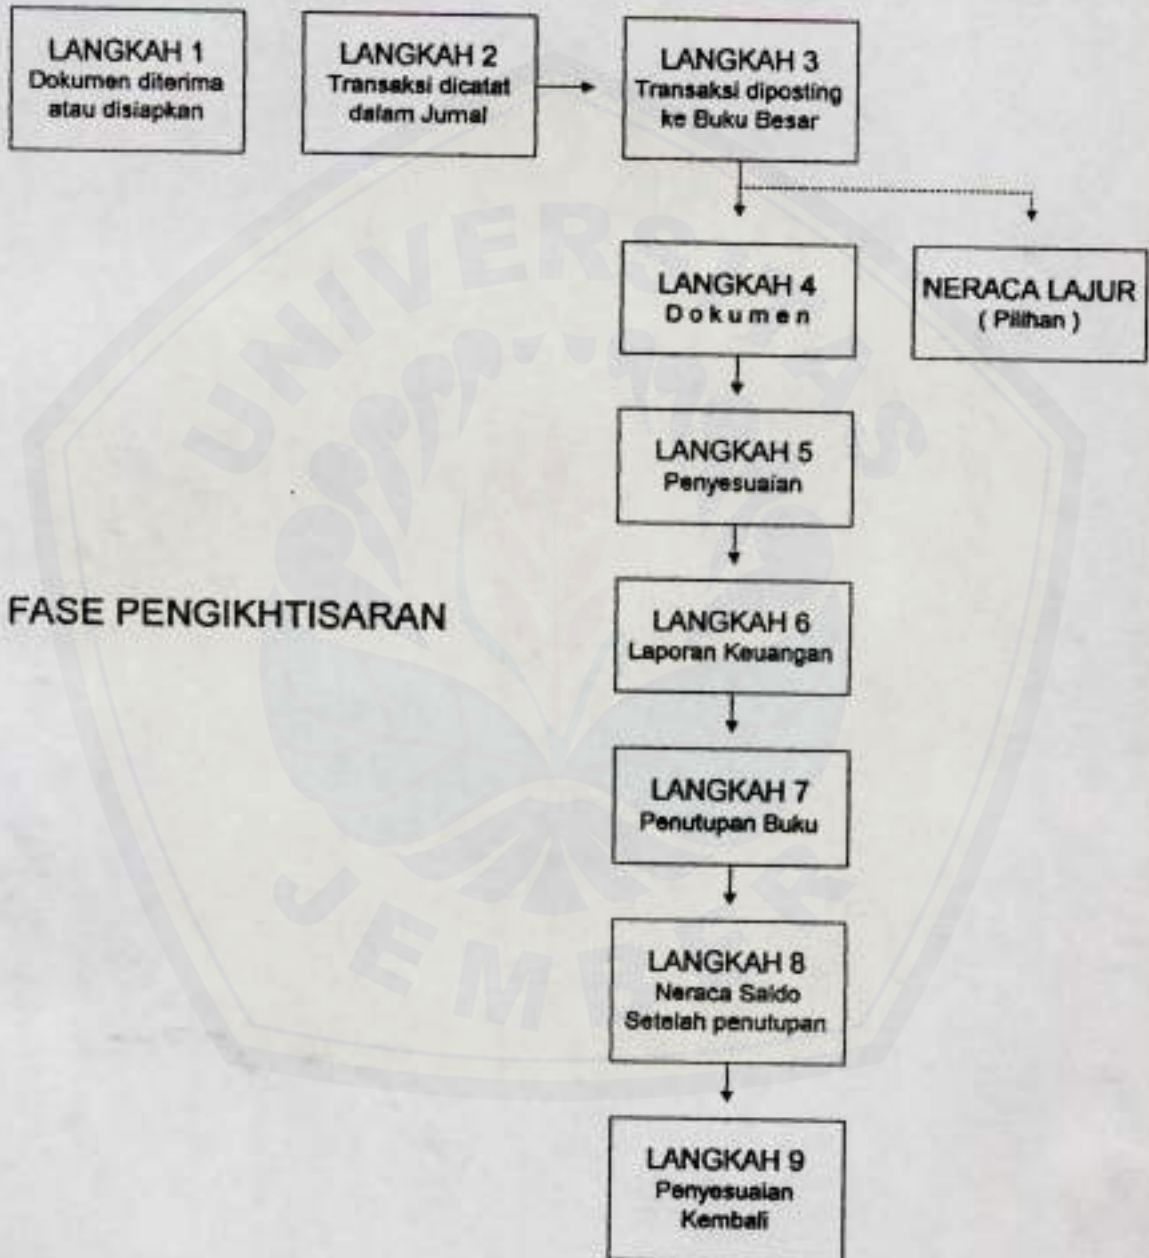 LANGKAH 1
Dokumen diterima
atau disiapkan
LANGKAH 2
Transaksi dicatat
dalam Jurnal
LANGKAH 3
Transaksi diposting
ke Buku Besar
LANGKAH 4
Dokumen
NERACA LAJUR
( Pilihan )
LANGKAH 5
Penyesuaian
FASE PENGIKHTISARAN
LANGKAH 6
Laporan Keuangan
LANGKAH 7
Penutupan Buku
LANGKAH 8
Neraca Saldo
Setelah penutupan
LANGKAH 9
Penyesuaian
Kembali
UNIVERSITAS
JEMBER